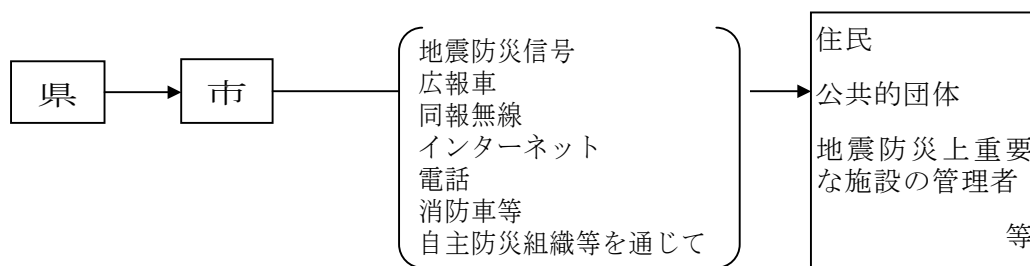 県
市
地震防災信号
広報車
同報無線
インターネット
電話
消防車等
自主防災組織等を通じて
住民
公共的団体
地震防災上重要
な施設の管理者
等